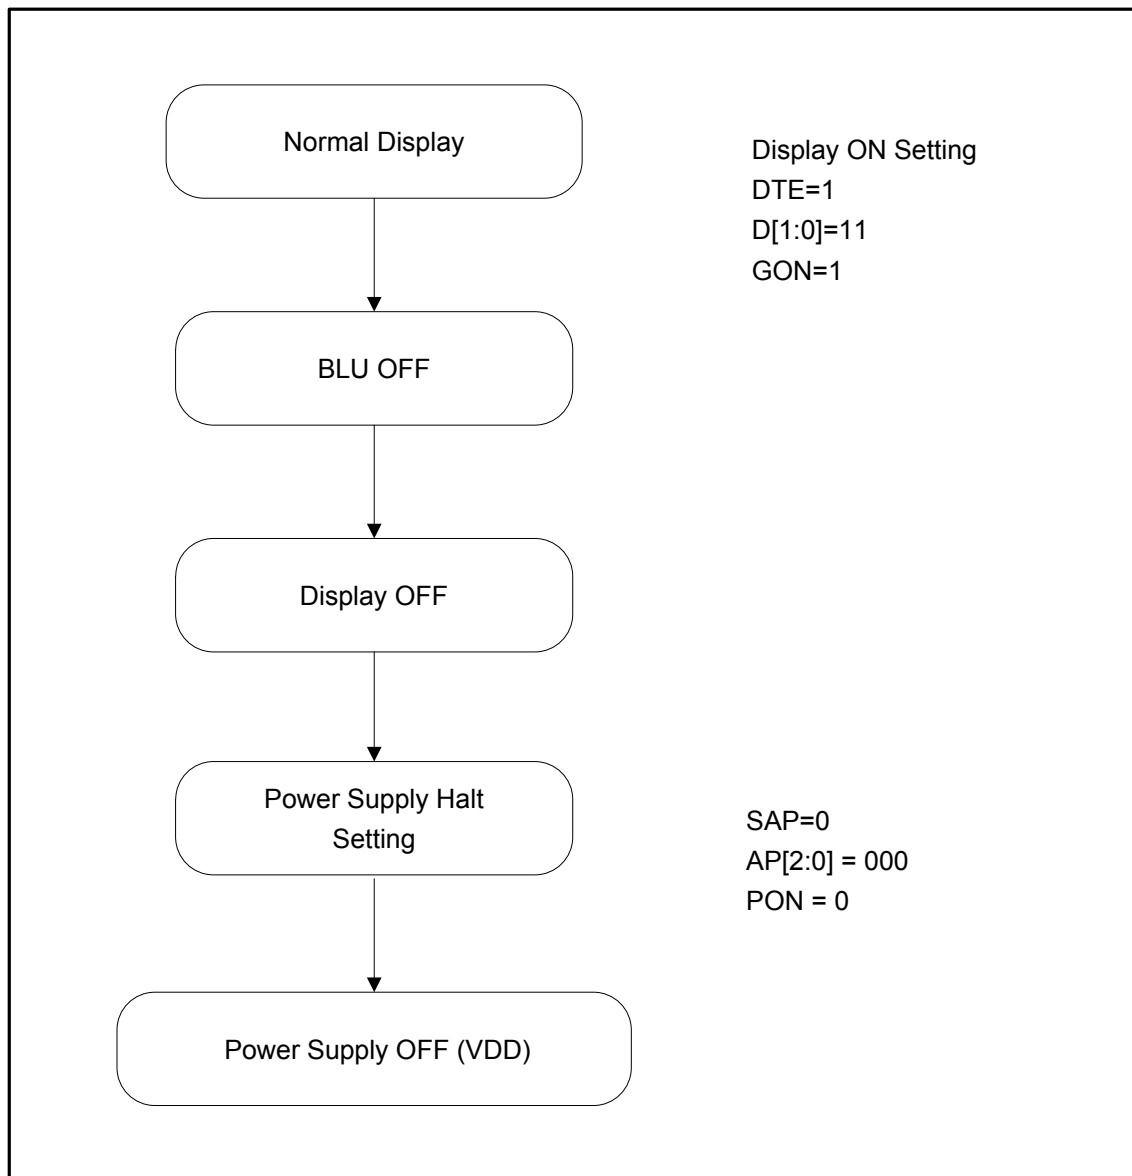 Normal Display
Display ON Setting
DTE=1
D[1:0]=11
GON=1
BLU OFF
Display OFF
Power Supply Halt
Setting
SAP=0
AP[2:0] = 000
PON = 0
Power Supply OFF (VDD)